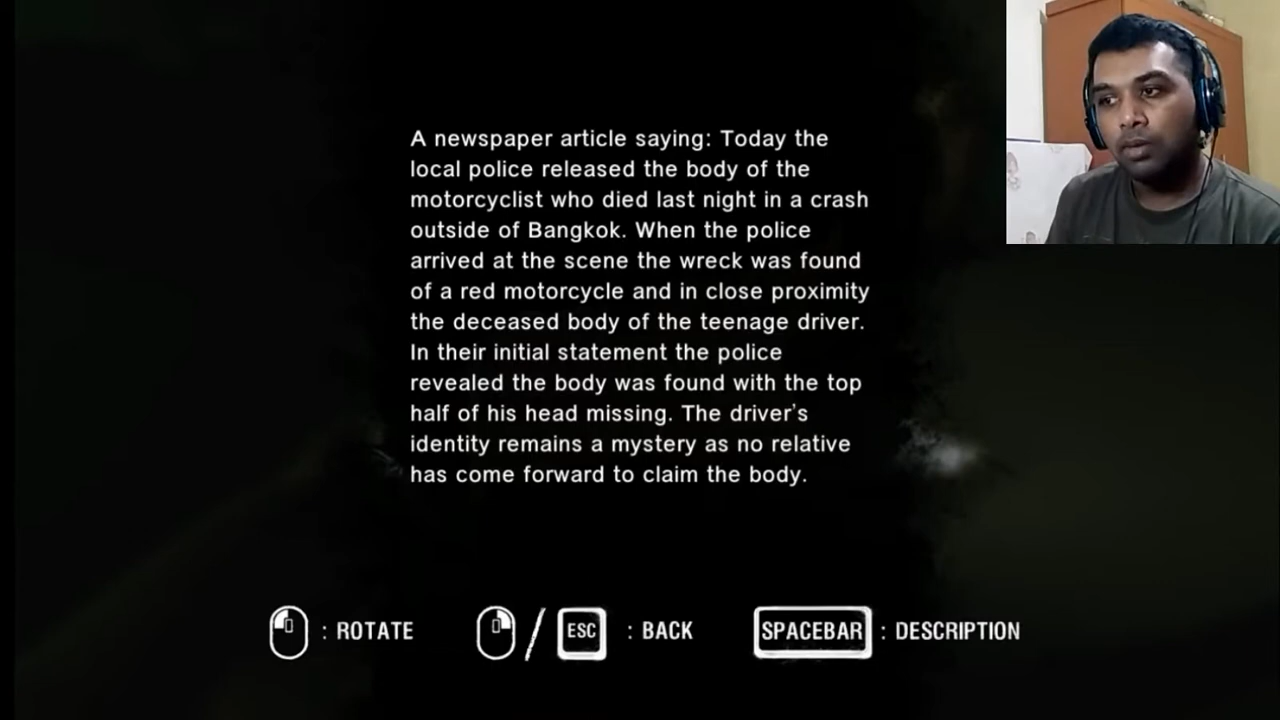 A newspaper article saying: Today the
local police released the body of the
motorcyclist who died last night in a crash
outside of Bangkok. When the police
arrived at the scene the wreck was found
of a red motorcycle and in close proximity
the deceased body of the teenage driver.
In their initial statement the police
revealed the body was found with the top
half of his head missing. The driver's
identity remains a mystery as no relative
has come forward to claim the body.
: ROTATE / ESC : BACK SPACEBAR : DESCRIPTION